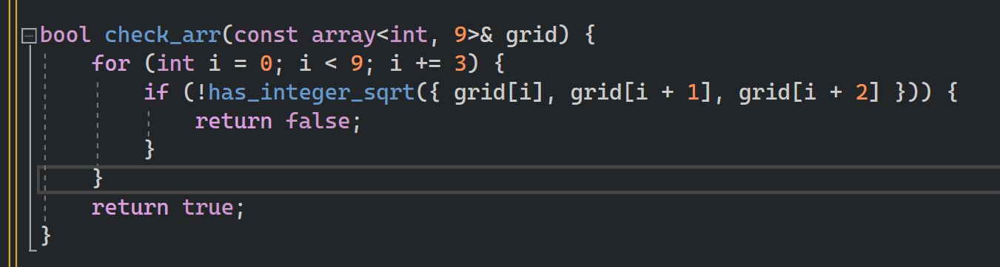 bool check_arr(const array<int, 9>& grid) {
    for (int i = 0; i < 9; i += 3) {
        if (!has_integer_sqrt({ grid[i], grid[i + 1], grid[i + 2] })) {
            return false;
        }
    }
    return true;
}